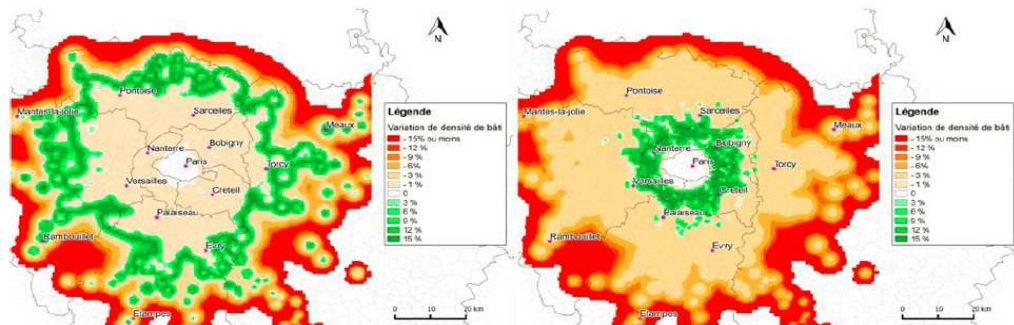 N
Pontoise
Sarcelles
Mantes-la-jolie
Meaux
Nanterre
Bobigny
Paris
Torcy
Versailles
Creteil
Palaiseau
Rambouillet
Evry
Etampes
Légende
Variation de densité de bâti
- 15% ou moins
- 12 %
- 9 %
- 6%
- 3 %
- 1 %
0
3 %
6 %
9 %
12 %
15 %
0 10 20 km
N
Pontoise
Sarcelles
Mantes-la-jolie
Meaux
Nanterre
Bobigny
Paris
Torcy
Versailles
Creteil
Palaiseau
Rambouillet
Evry
Etampes
Légende
Variation de densité de bâti
- 15% ou moins
- 12 %
- 9 %
- 6%
- 3 %
- 1 %
0
3 %
6 %
9 %
12 %
15 %
0 10 20 km